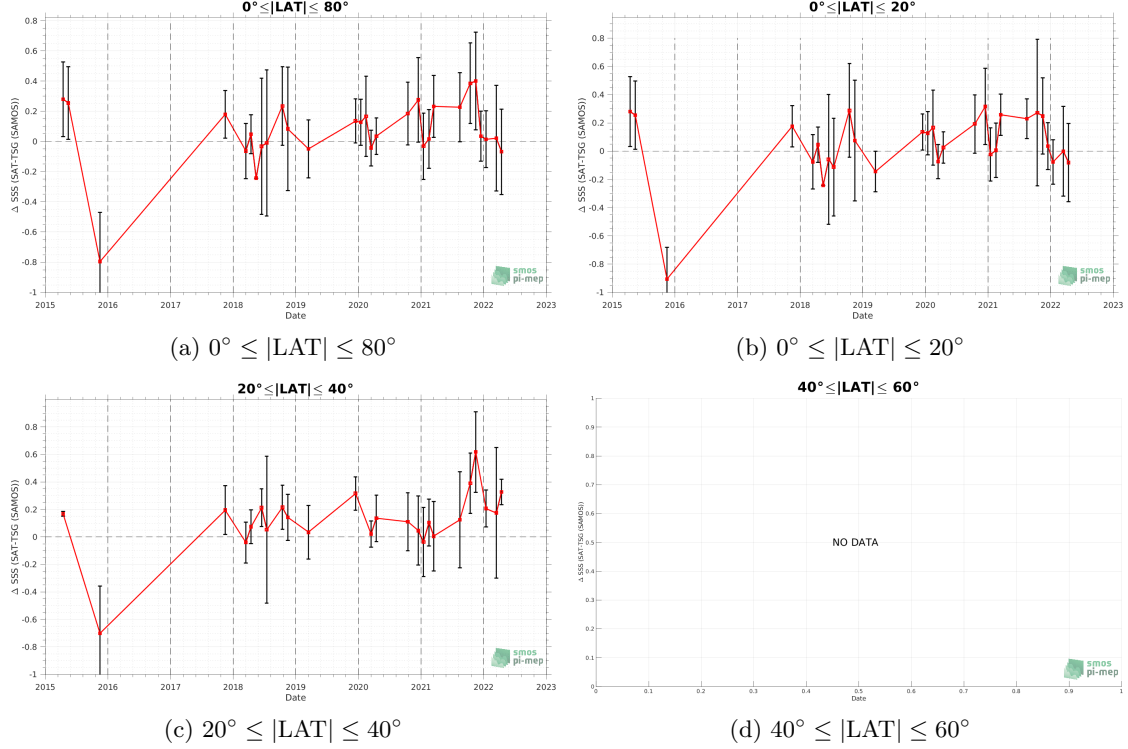 0°≤|LAT|≤ 80°
Δ SSS (SAT-TSG (SAMOS))
0.8
0.6
0.4
0.2
0
-0.2
-0.4
-0.6
-0.8
-1
2015 2016 2017 2018 2019 2020 2021 2022 2023
Date
smos
pi-mep
(a) 0° ≤ |LAT| ≤ 80°
0°≤|LAT|≤ 20°
Δ SSS (SAT-TSG (SAMOS))
0.8
0.6
0.4
0.2
0
-0.2
-0.4
-0.6
-0.8
-1
2015 2016 2017 2018 2019 2020 2021 2022 2023
Date
smos
pi-mep
(b) 0° ≤ |LAT| ≤ 20°
20°≤|LAT|≤ 40°
Δ SSS (SAT-TSG (SAMOS))
0.8
0.6
0.4
0.2
0
-0.2
-0.4
-0.6
-0.8
-1
2015 2016 2017 2018 2019 2020 2021 2022 2023
Date
smos
pi-mep
(c) 20° ≤ |LAT| ≤ 40°
40°≤|LAT|≤ 60°
Δ SSS (SAT-TSG (SAMOS))
1
0.9
0.8
0.7
0.6
0.5
0.4
0.3
0.2
0.1
0
NO DATA
0 0.1 0.2 0.3 0.4 0.5 0.6 0.7 0.8 0.9 1
Date
smos
pi-mep
(d) 40° ≤ |LAT| ≤ 60°